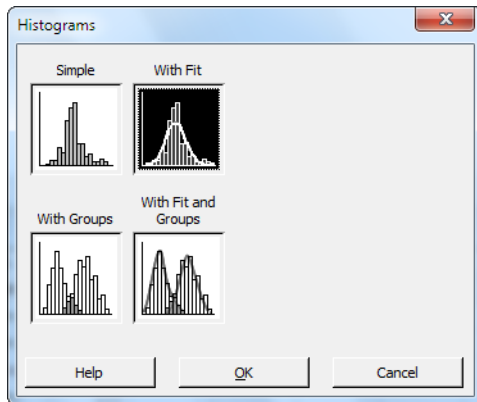 Histograms
Simple
With Fit
With Groups
With Fit and
Groups
Help
OK
Cancel